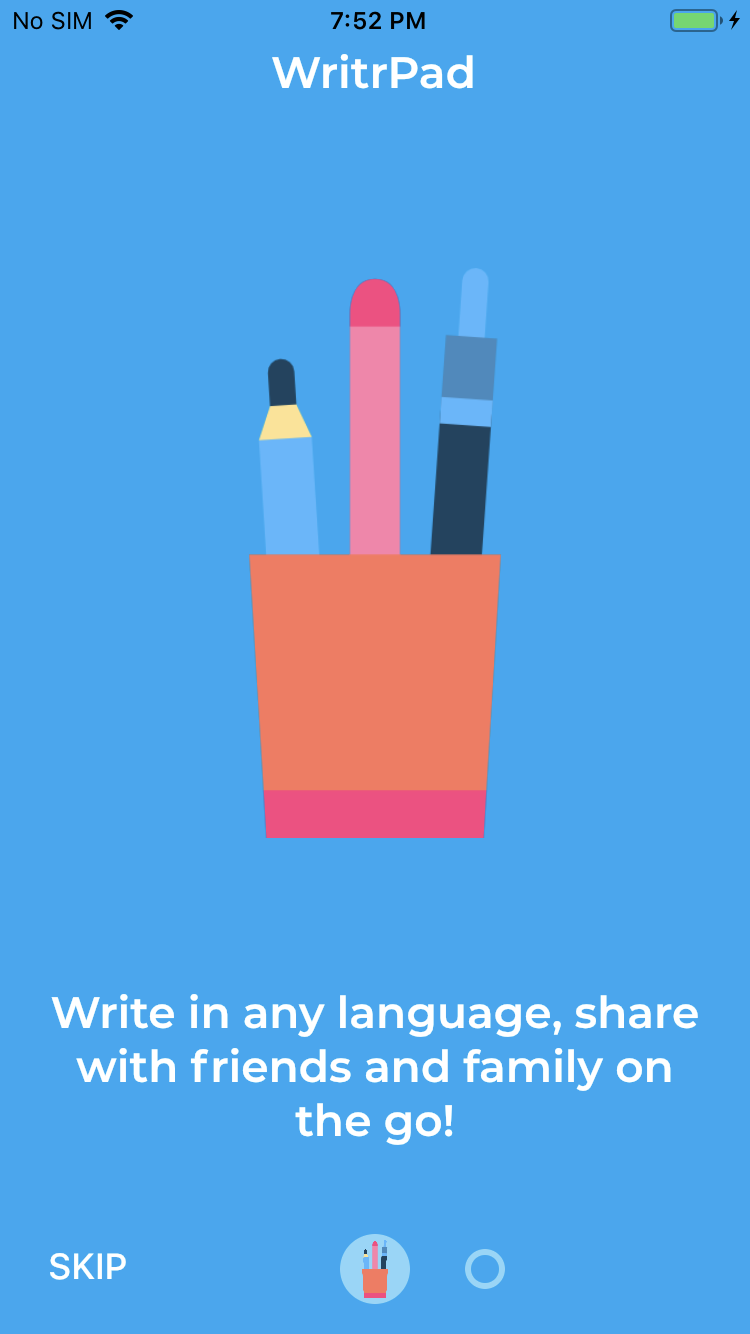 No SIM 7:52 PM
WritrPad
Write in any language, share
with friends and family on
the go!
SKIP